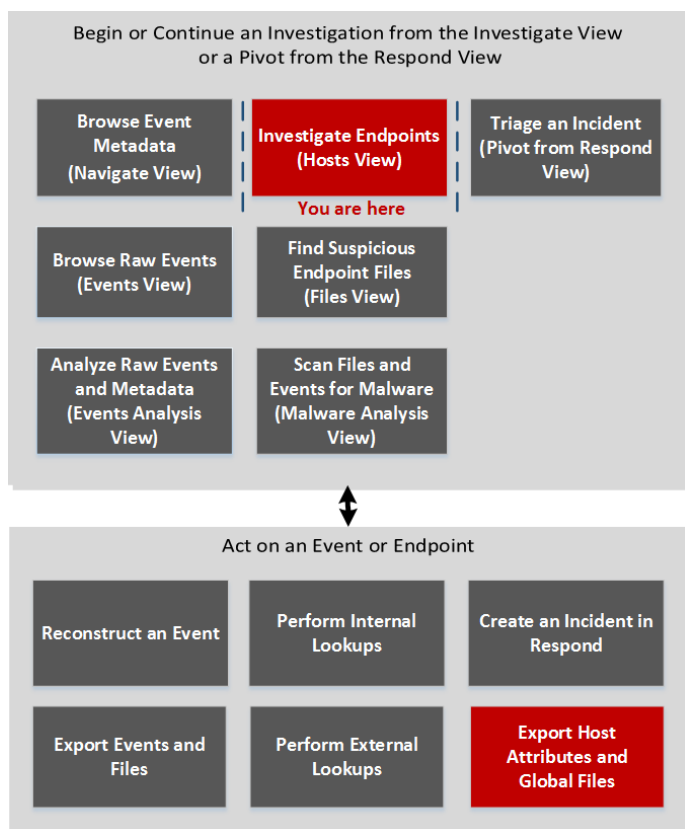 Begin or Continue an Investigation from the Investigate View
or a Pivot from the Respond View
Browse Event
Metadata
(Navigate View)
Investigate Endpoints
(Hosts View)
Triage an Incident
(Pivot from Respond
View)
You are here
Browse Raw Events
(Events View)
Find Suspicious
Endpoint Files
(Files View)
Analyze Raw Events
and Metadata
(Events Analysis
View)
Scan Files and
Events for Malware
(Malware Analysis
View)
Act on an Event or Endpoint
Reconstruct an Event
Perform Internal
Lookups
Create an Incident in
Respond
Export Events and
Files
Perform External
Lookups
Export Host
Attributes and
Global Files